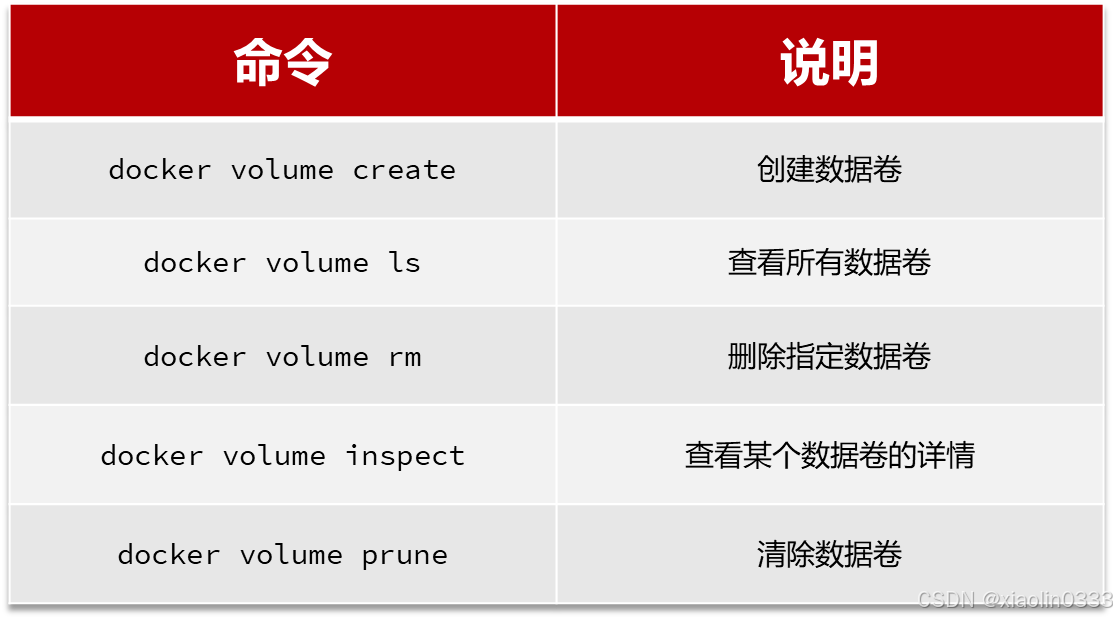 命令 说明
docker volume create 创建数据卷
docker volume ls 查看所有数据卷
docker volume rm 删除指定数据卷
docker volume inspect 查看某个数据卷的详情
docker volume prune 清除数据卷
CSDN @xiaolin0333